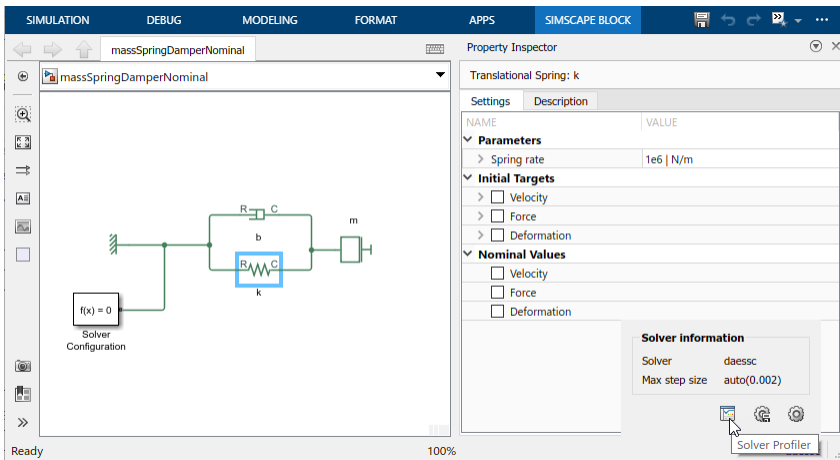 SIMULATION DEBUG MODELING FORMAT APPS SIMSCAPE BLOCK
massSpringDamperNominal
massSpringDamperNominal
R C
b
R C
k
m
f(x) = 0
Solver
Configuration
Property Inspector
Translational Spring: k
Settings Description
NAME VALUE
Parameters
Spring rate 1e6 | N/m
Initial Targets
Velocity
Force
Deformation
Nominal Values
Velocity
Force
Deformation
Solver information
Solver daessc
Max step size auto(0.002)
Solver Profiler
Ready 100%